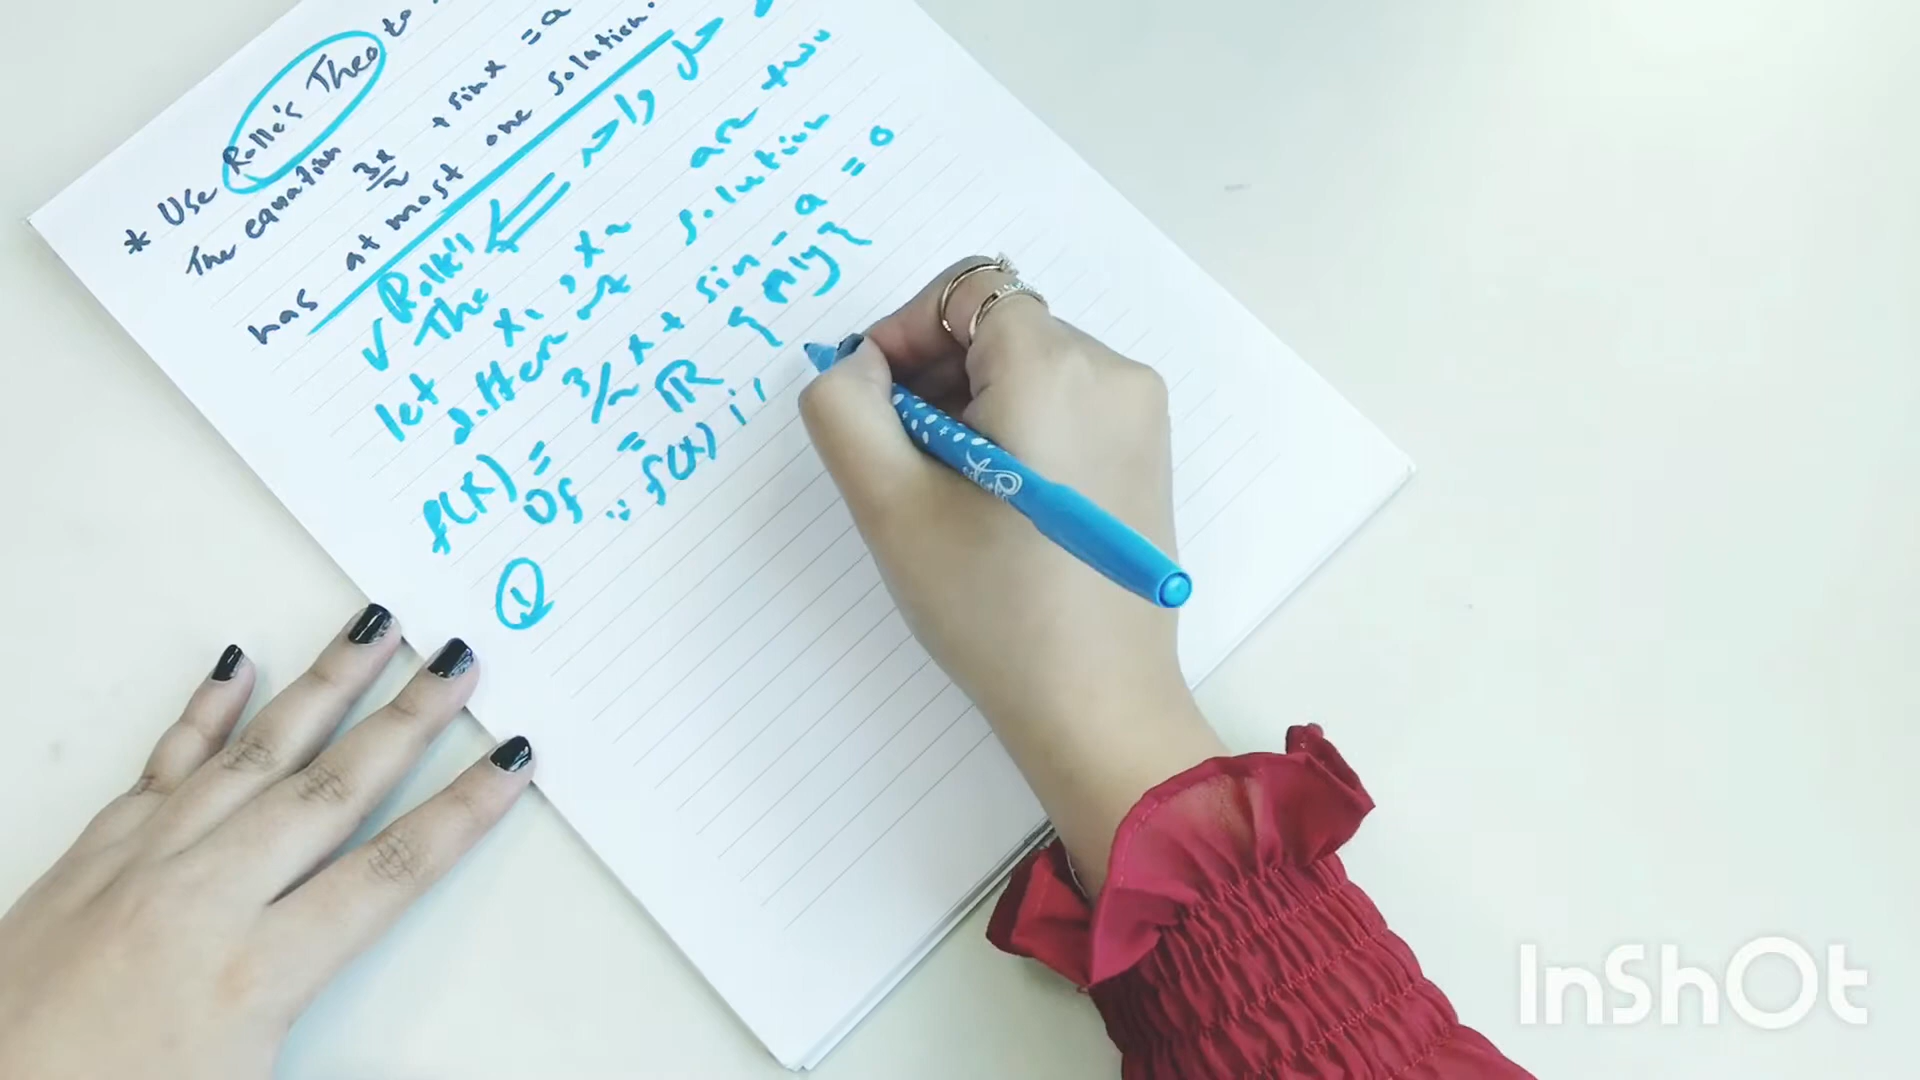 * Use Rolle's Theo to
The equation 3x/2 + sinx = a
has at most one solution.
✓ Rolle's
The
let x₁, x₂ are two
different solution
f(x) = 3/2 x + sin - a = 0
Df = IR
① ∵ f(x) is
InShOt